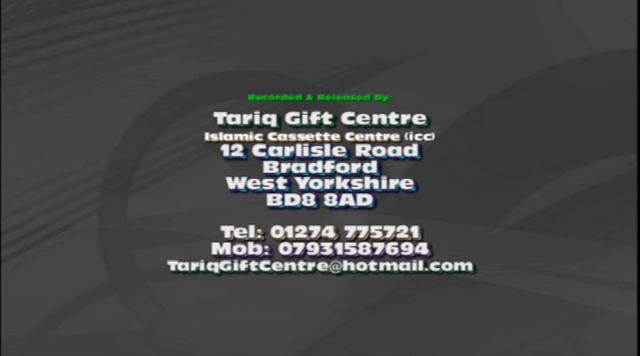 Recorded & Released By:
Tariq Gift Centre
Islamic Cassette Centre (icc)
12 Carlisle Road
Bradford
West Yorkshire
BD8 8AD
Tel: 01274 775721
Mob: 07931587694
TariqGiftCentre@hotmail.com